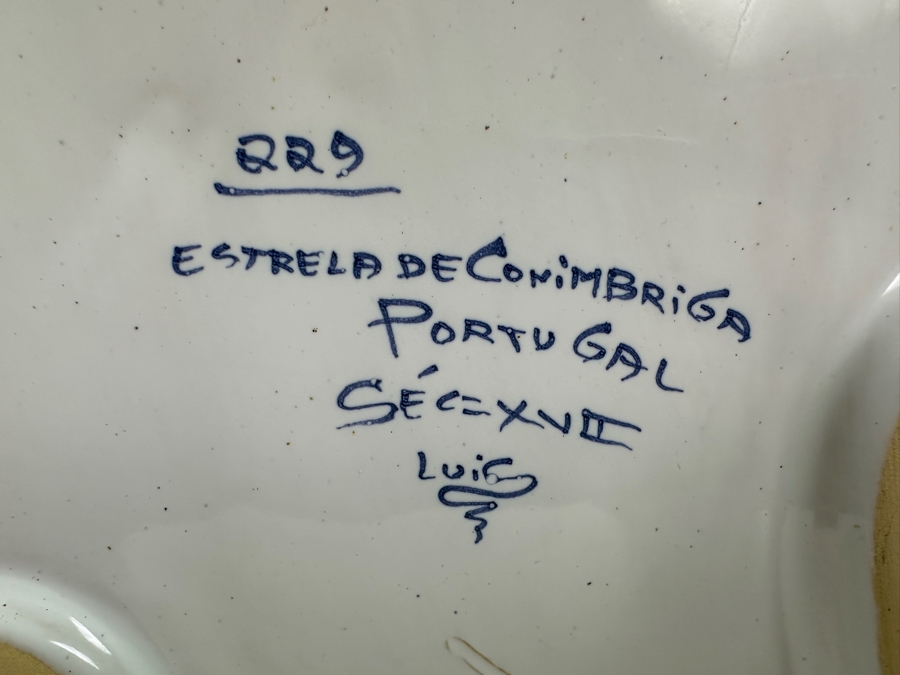 229
ESTRELA DE CONiMBRiGA
PORTUGAL
SÉC=XVII
LUiS